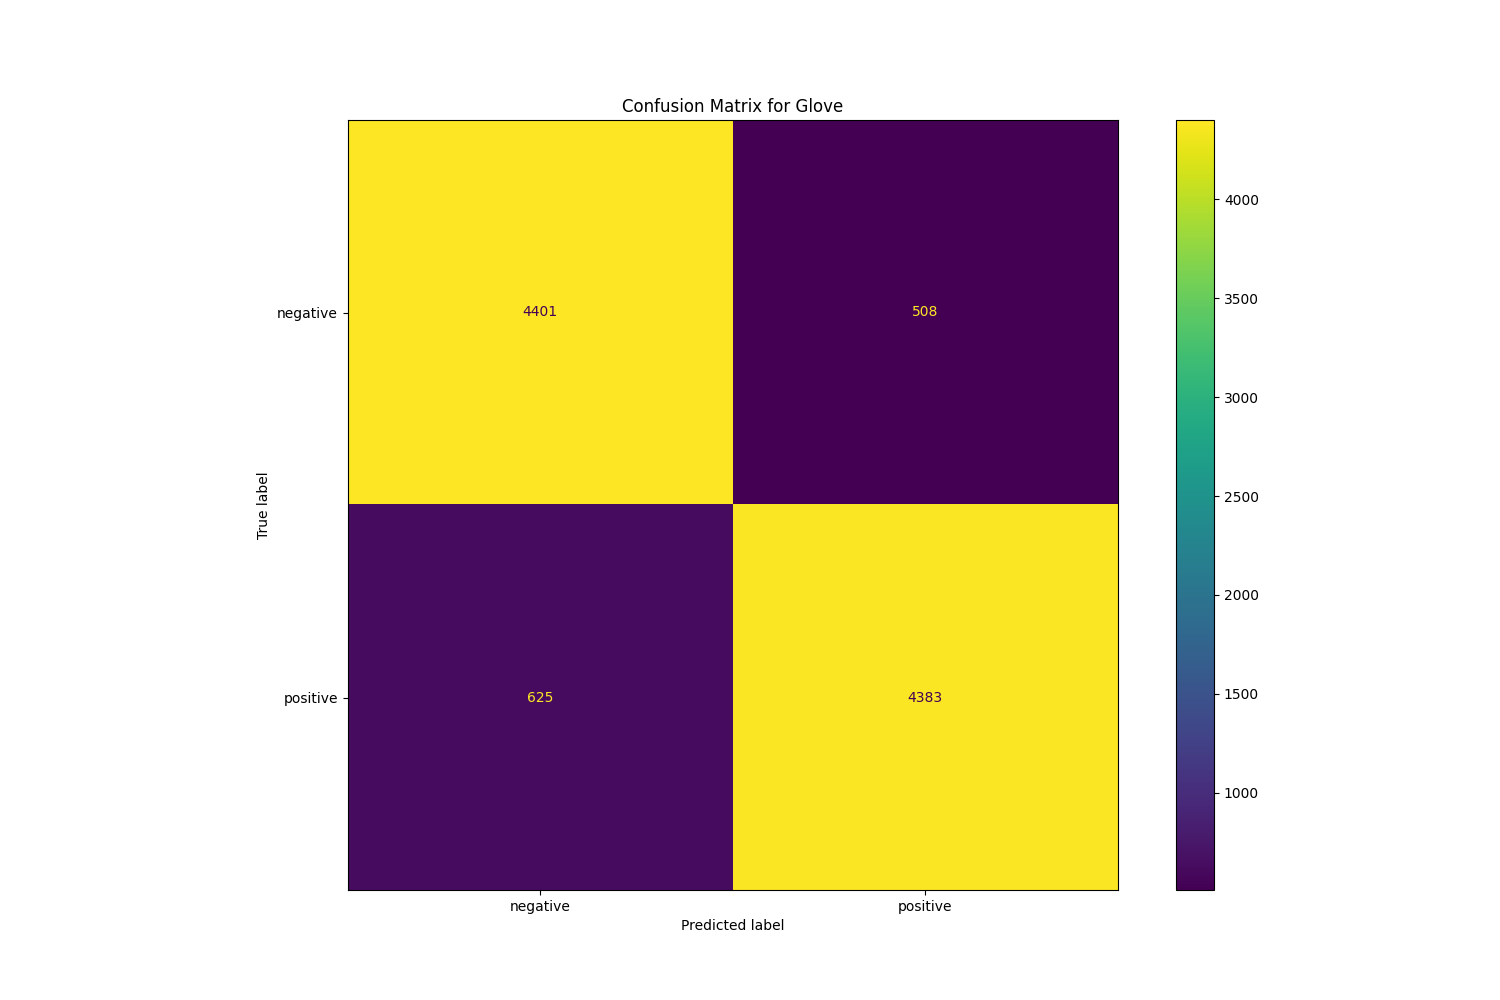 Confusion Matrix for Glove
4000
3500
3000
2500
2000
1500
1000
negative
4401
508
True label
positive
625
4383
negative
positive
Predicted label